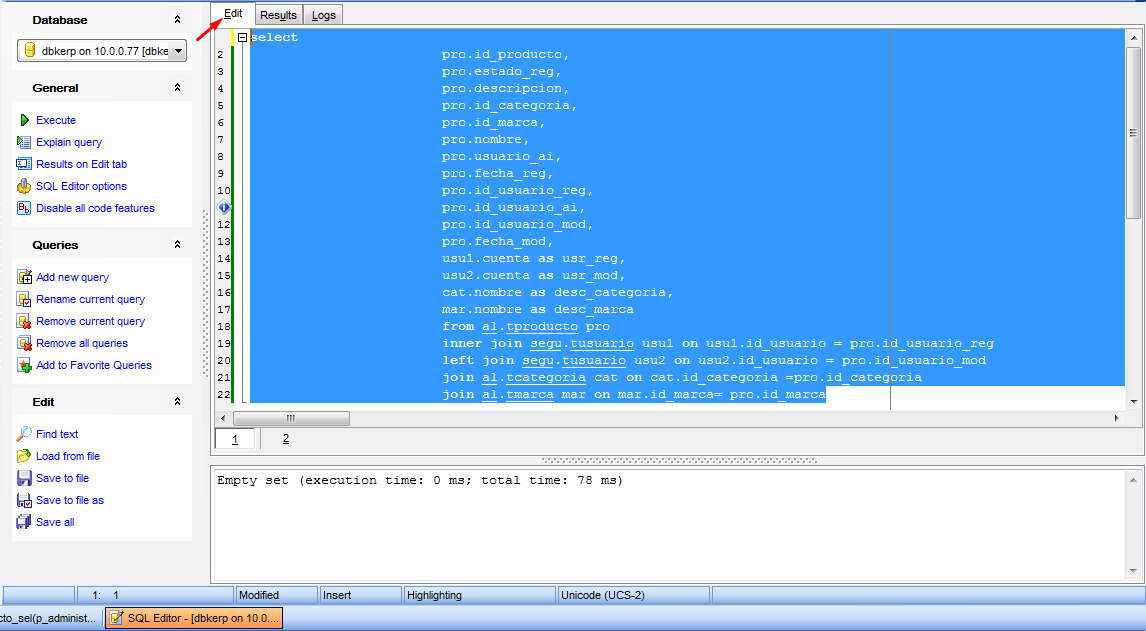 Database
dbkerp on 10.0.0.77 [dbke
General
Execute
Explain query
Results on Edit tab
SQL Editor options
Disable all code features
Queries
Add new query
Rename current query
Remove current query
Remove all queries
Add to Favorite Queries
Edit
Find text
Load from file
Save to file
Save to file as
Save all
Edit Results Logs
select
2 pro.id_producto,
3 pro.estado_reg,
4 pro.descripcion,
5 pro.id_categoria,
6 pro.id_marca,
7 pro.nombre,
8 pro.usuario_ai,
9 pro.fecha_reg,
10 pro.id_usuario_reg,
pro.id_usuario_ai,
12 pro.id_usuario_mod,
13 pro.fecha_mod,
14 usu1.cuenta as usr_reg,
15 usu2.cuenta as usr_mod,
16 cat.nombre as desc_categoria,
17 mar.nombre as desc_marca
18 from al.tproducto pro
19 inner join segu.tusuario usu1 on usu1.id_usuario = pro.id_usuario_reg
20 left join segu.tusuario usu2 on usu2.id_usuario = pro.id_usuario_mod
21 join al.tcategoria cat on cat.id_categoria =pro.id_categoria
22 join al.tmarca mar on mar.id_marca= pro.id_marca
1 2
Empty set (execution time: 0 ms; total time: 78 ms)
1: 1 Modified Insert Highlighting Unicode (UCS-2)
cto_sel(p_administ... SQL Editor - [dbkerp on 10.0....